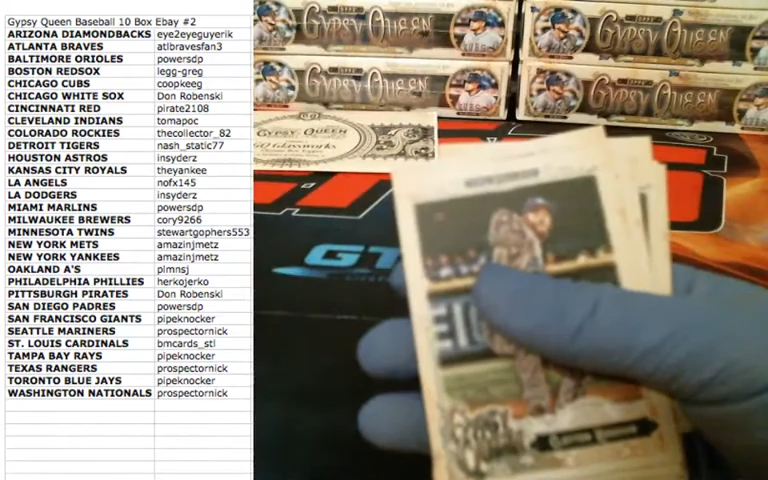 Gypsy Queen Baseball 10 Box Ebay #2
ARIZONA DIAMONDBACKS eye2eyeguyerik
ATLANTA BRAVES atlbravesfan3
BALTIMORE ORIOLES powersdp
BOSTON REDSOX legg-greg
CHICAGO CUBS coopkeeg
CHICAGO WHITE SOX Don Robenski
CINCINNATI RED pirate2108
CLEVELAND INDIANS tomapoc
COLORADO ROCKIES thecollector_82
DETROIT TIGERS nash_static77
HOUSTON ASTROS insyderz
KANSAS CITY ROYALS theyankee
LA ANGELS nofx145
LA DODGERS insyderz
MIAMI MARLINS powersdp
MILWAUKEE BREWERS cory9266
MINNESOTA TWINS stewartgophers553
NEW YORK METS amazinjmetz
NEW YORK YANKEES amazinjmetz
OAKLAND A'S plmnsj
PHILADELPHIA PHILLIES herkojerko
PITTSBURGH PIRATES Don Robenski
SAN DIEGO PADRES powersdp
SAN FRANCISCO GIANTS pipeknocker
SEATTLE MARINERS prospectornick
ST. LOUIS CARDINALS bmcards_stl
TAMPA BAY RAYS pipeknocker
TEXAS RANGERS prospectornick
TORONTO BLUE JAYS pipeknocker
WASHINGTON NATIONALS prospectornick
GYPSY QUEEN
GYPSY QUEEN
GYPSY QUEEN
GYPSY QUEEN
GYPSY QUEEN
GO Glassworks
GT